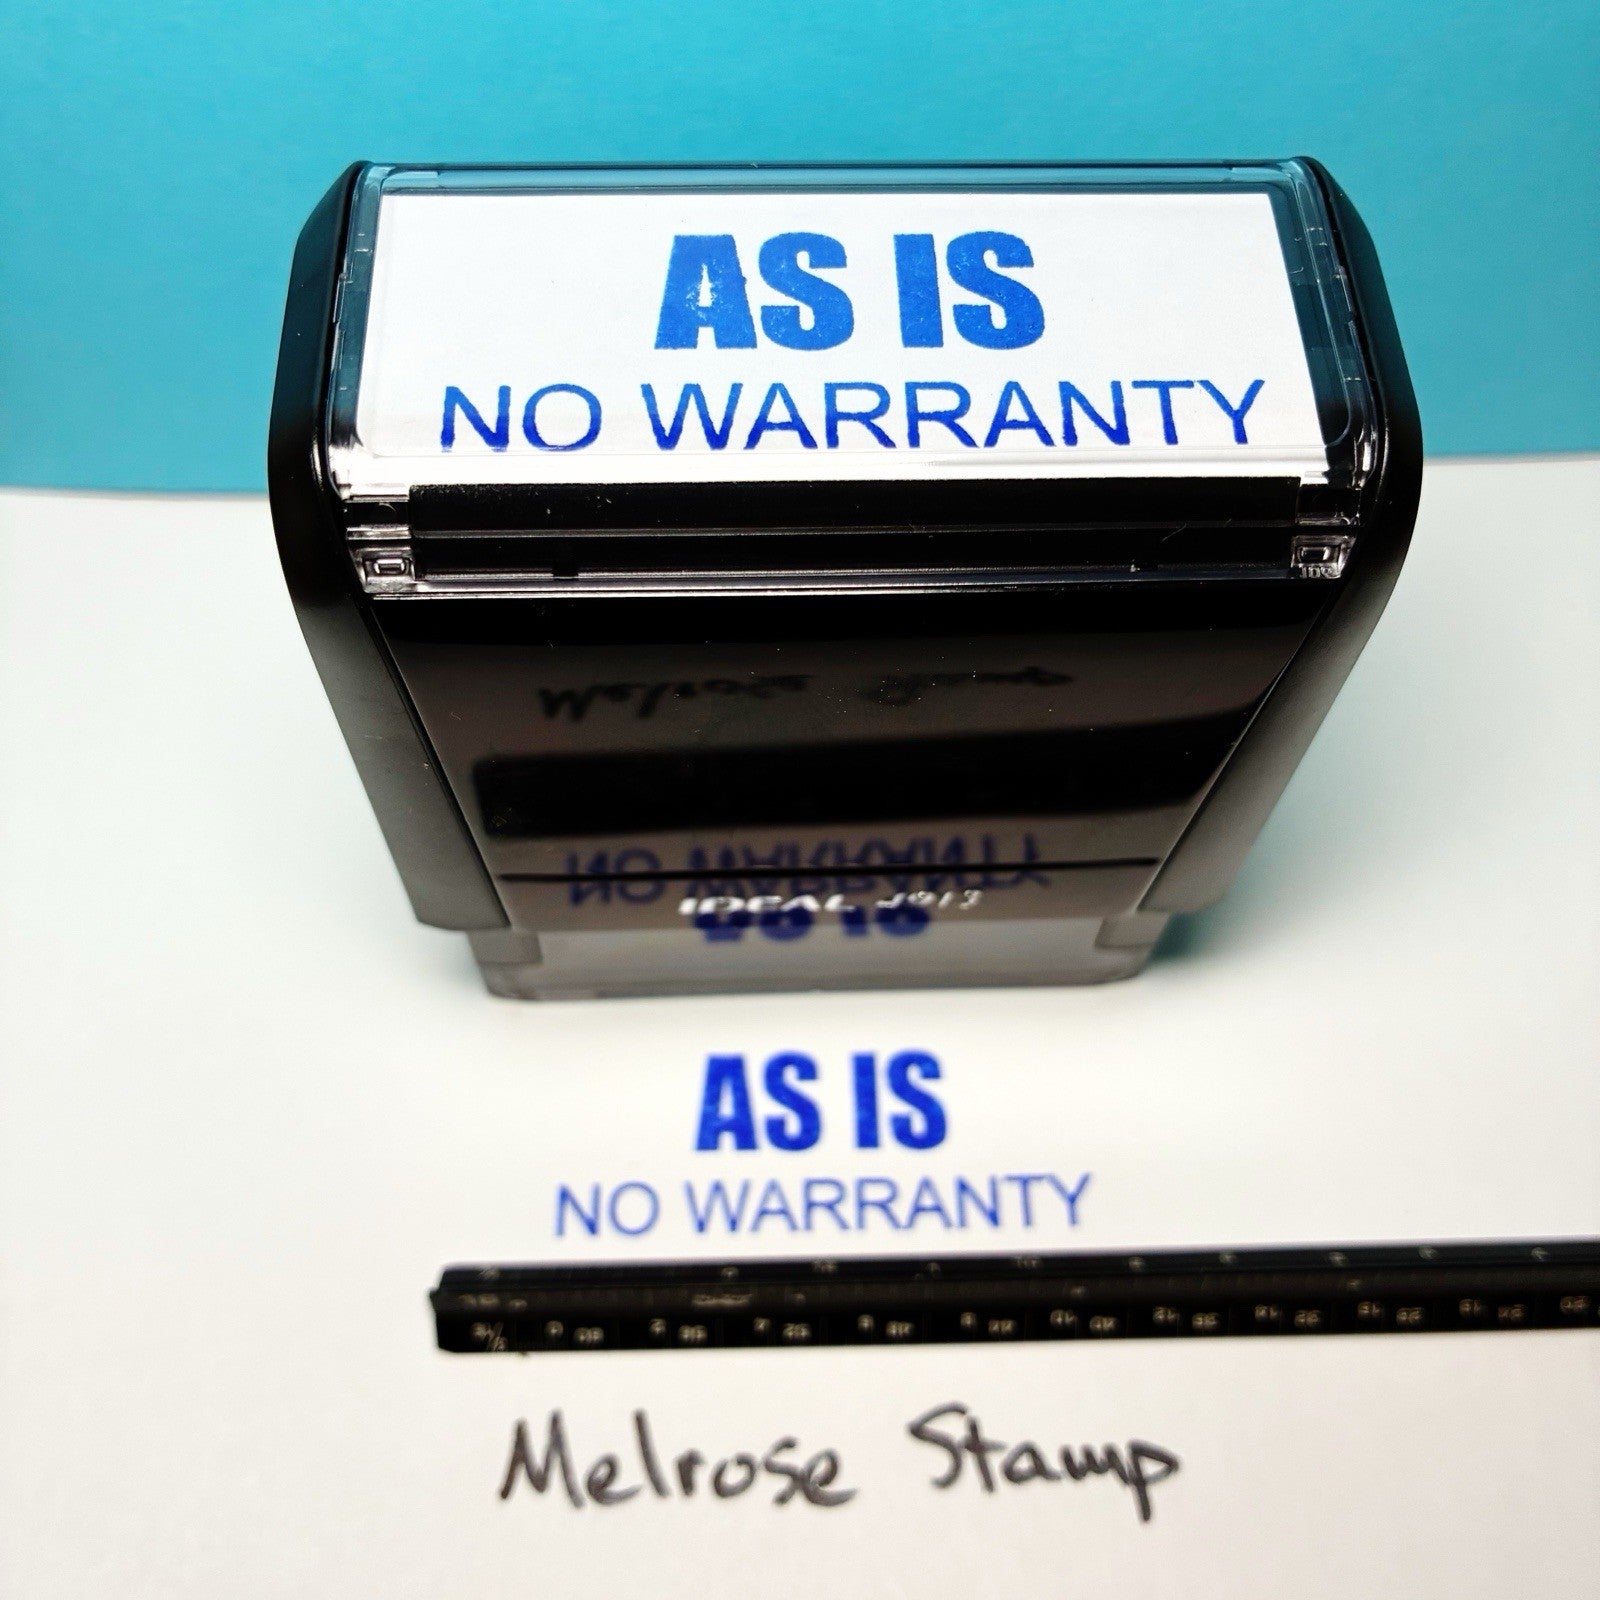 AS IS
NO WARRANTY
IDEAL 4913
AS IS
NO WARRANTY
Melrose Stamp